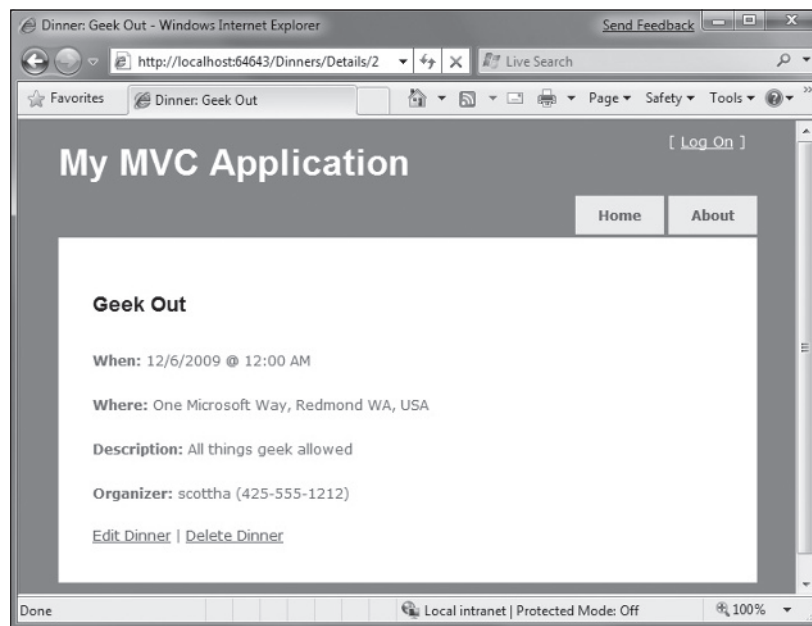 Dinner: Geek Out - Windows Internet Explorer
Send Feedback
http://localhost:64643/Dinners/Details/2
Live Search
Favorites
Dinner: Geek Out
Page
Safety
Tools
[ Log On ]
My MVC Application
Home
About
Geek Out
When: 12/6/2009 @ 12:00 AM
Where: One Microsoft Way, Redmond WA, USA
Description: All things geek allowed
Organizer: scottha (425-555-1212)
Edit Dinner | Delete Dinner
Done
Local intranet | Protected Mode: Off
100%